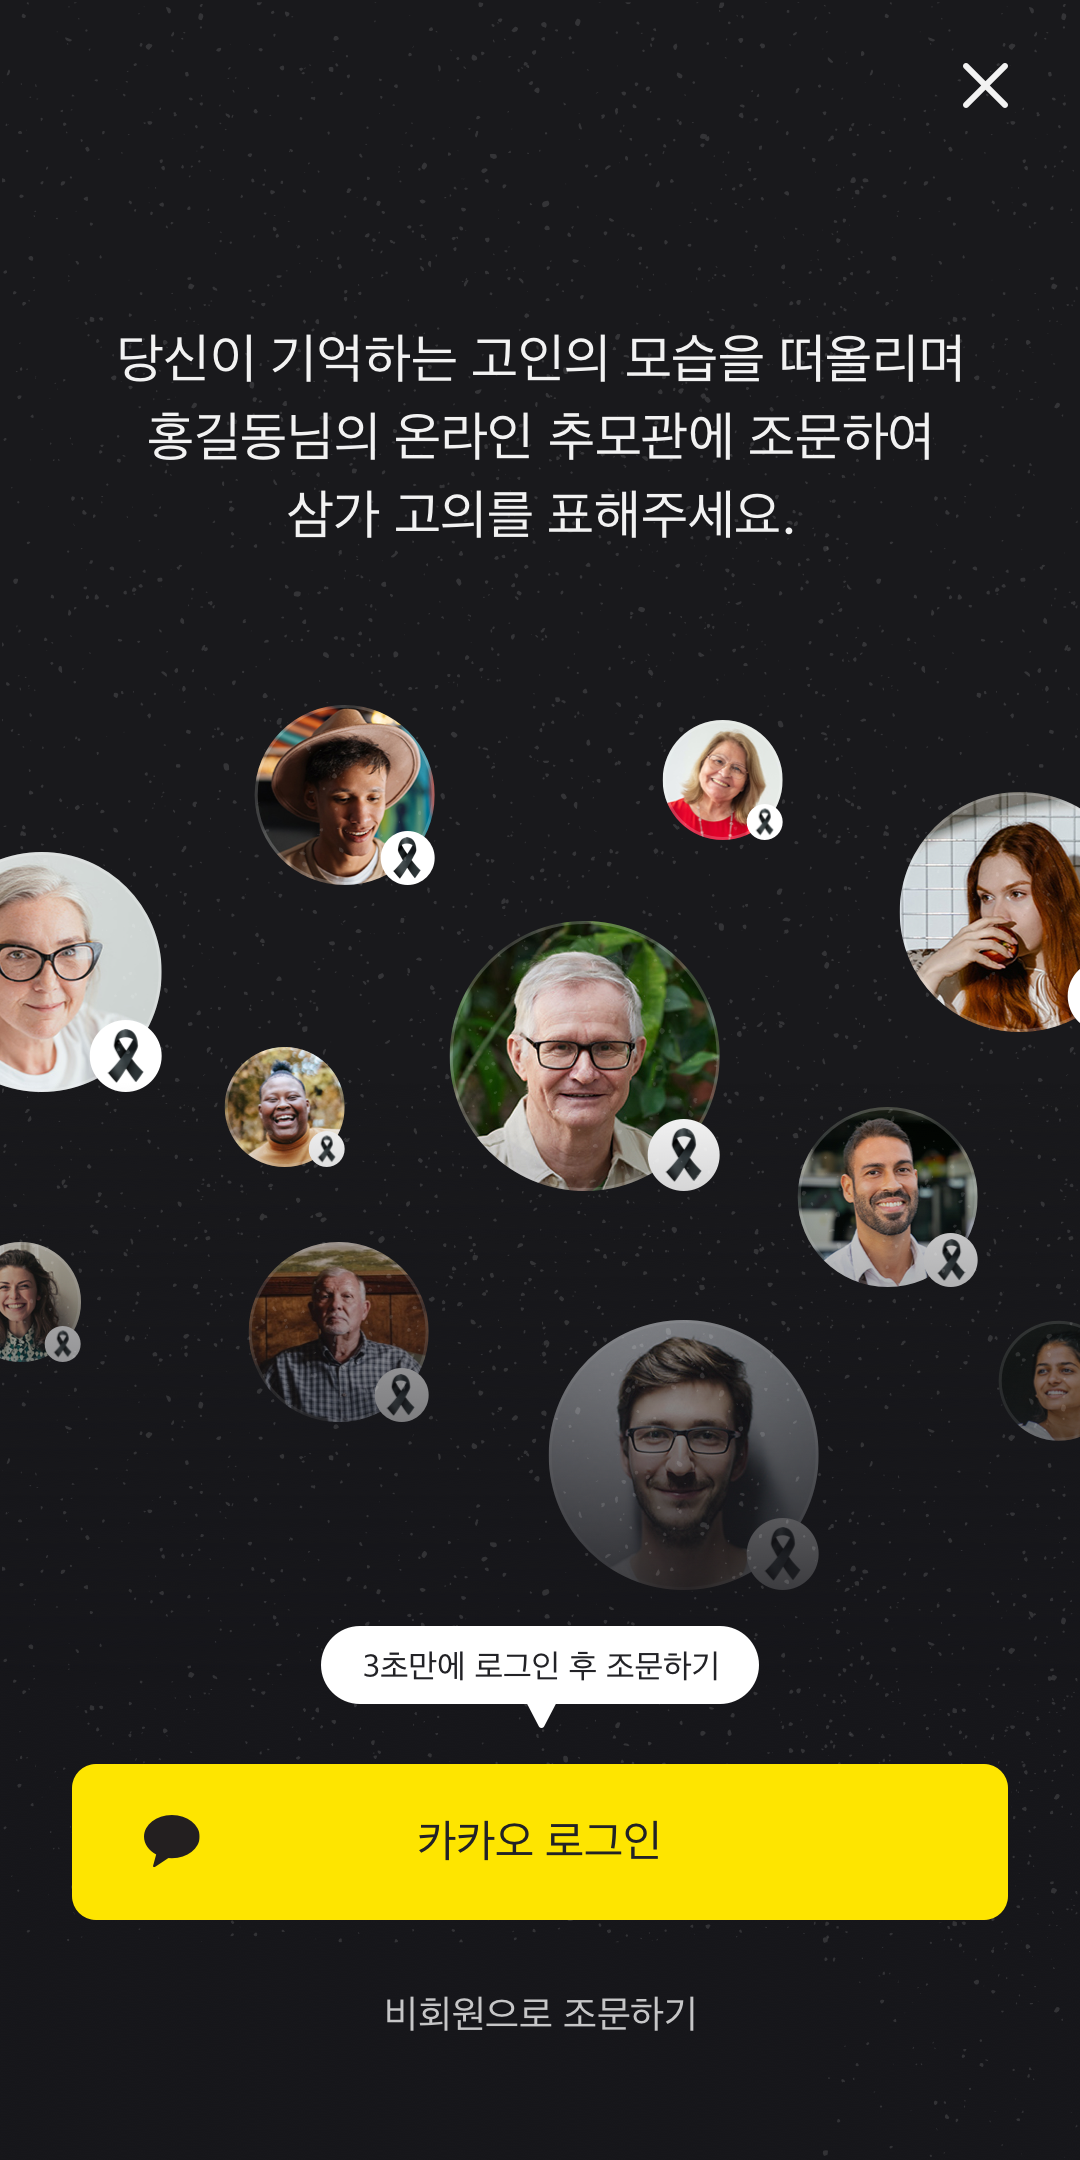 당신이 기억하는 고인의 모습을 떠올리며
홍길동님의 온라인 추모관에 조문하여
삼가 고의를 표해주세요.
3초만에 로그인 후 조문하기
카카오 로그인
비회원으로 조문하기